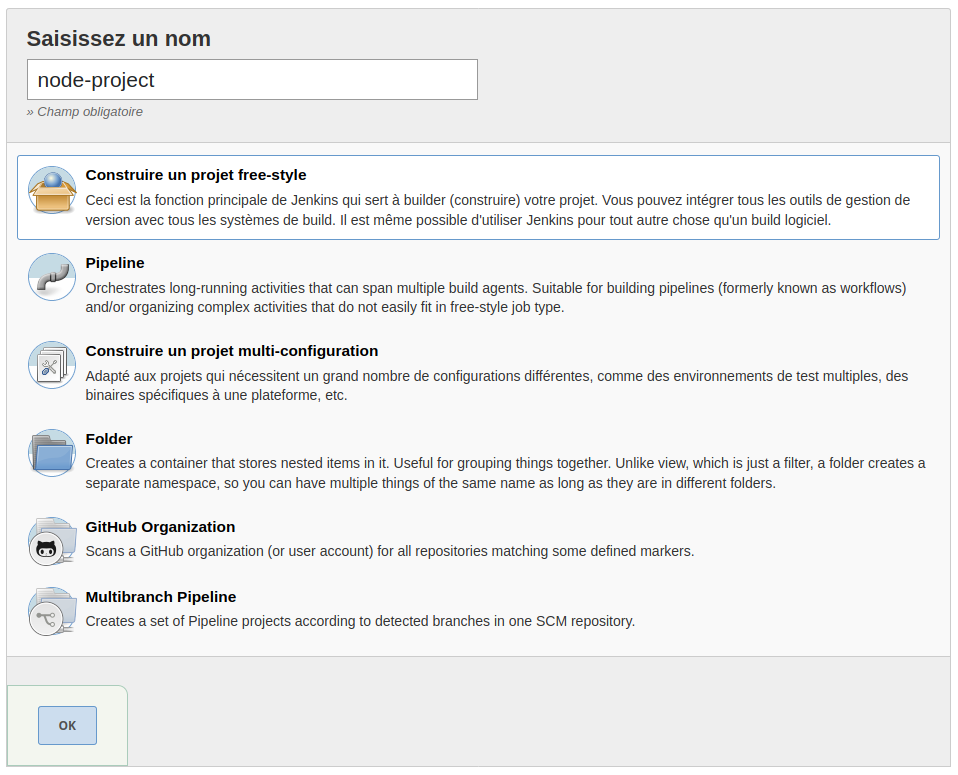 Saisissez un nom
node-project
» Champ obligatoire
Construire un projet free-style
Ceci est la fonction principale de Jenkins qui sert à builder (construire) votre projet. Vous pouvez intégrer tous les outils de gestion de
version avec tous les systèmes de build. Il est même possible d'utiliser Jenkins pour tout autre chose qu'un build logiciel.
Pipeline
Orchestrates long-running activities that can span multiple build agents. Suitable for building pipelines (formerly known as workflows)
and/or organizing complex activities that do not easily fit in free-style job type.
Construire un projet multi-configuration
Adapté aux projets qui nécessitent un grand nombre de configurations différentes, comme des environnements de test multiples, des
binaires spécifiques à une plateforme, etc.
Folder
Creates a container that stores nested items in it. Useful for grouping things together. Unlike view, which is just a filter, a folder creates a
separate namespace, so you can have multiple things of the same name as long as they are in different folders.
GitHub Organization
Scans a GitHub organization (or user account) for all repositories matching some defined markers.
Multibranch Pipeline
Creates a set of Pipeline projects according to detected branches in one SCM repository.
OK